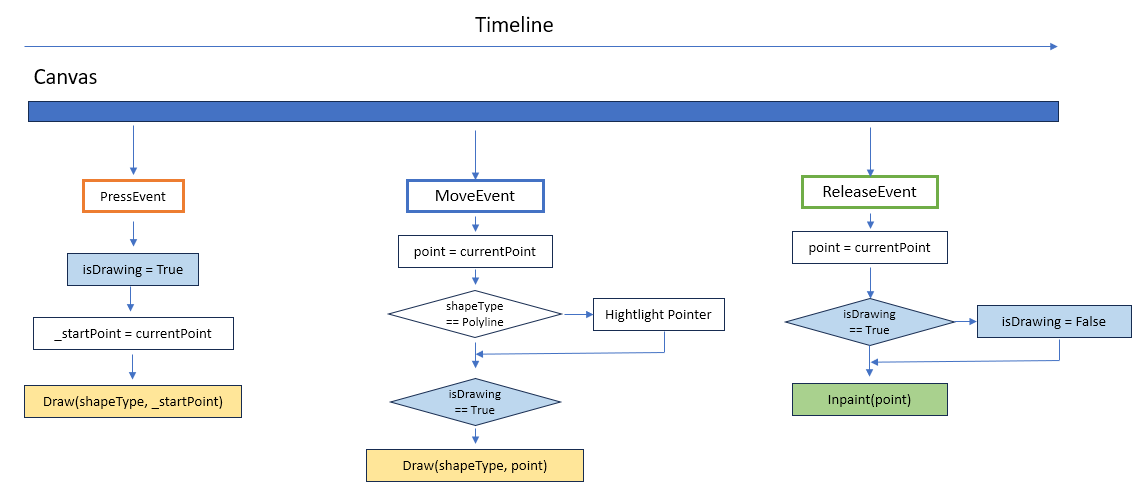 Timeline
Canvas
PressEvent
isDrawing = True
_startPoint = currentPoint
Draw(shapeType, _startPoint)
MoveEvent
point = currentPoint
shapeType
== Polyline
Hightlight Pointer
isDrawing
== True
Draw(shapeType, point)
ReleaseEvent
point = currentPoint
isDrawing
== True
isDrawing = False
Inpaint(point)